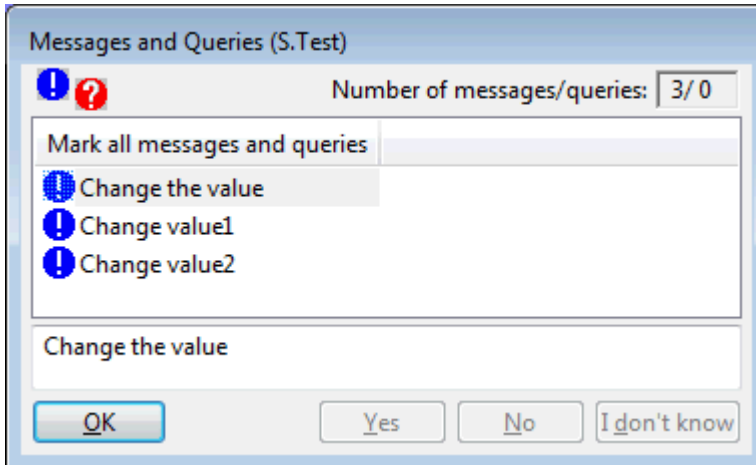 Messages and Queries (S.Test)
Number of messages/queries: 3/ 0
Mark all messages and queries
Change the value
Change value1
Change value2
Change the value
OK Yes No I don't know